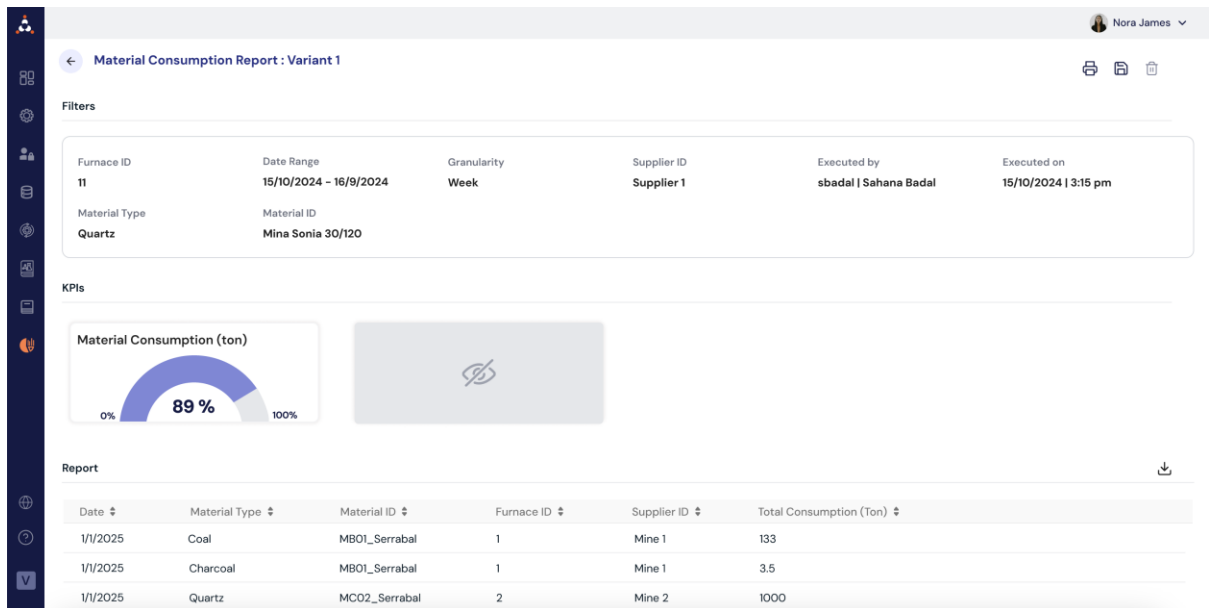 Nora James
Material Consumption Report : Variant 1
Filters
Furnace ID Date Range Granularity Supplier ID Executed by Executed on
11 15/10/2024 - 16/9/2024 Week Supplier 1 sbadal | Sahana Badal 15/10/2024 | 3:15 pm
Material Type Material ID
Quartz Mina Sonia 30/120
KPIs
Material Consumption (ton)
0% 89 % 100%
Report
Date Material Type Material ID Furnace ID Supplier ID Total Consumption (Ton)
1/1/2025 Coal MB01_Serrabal 1 Mine 1 133
1/1/2025 Charcoal MB01_Serrabal 1 Mine 1 3.5
1/1/2025 Quartz MC02_Serrabal 2 Mine 2 1000
V